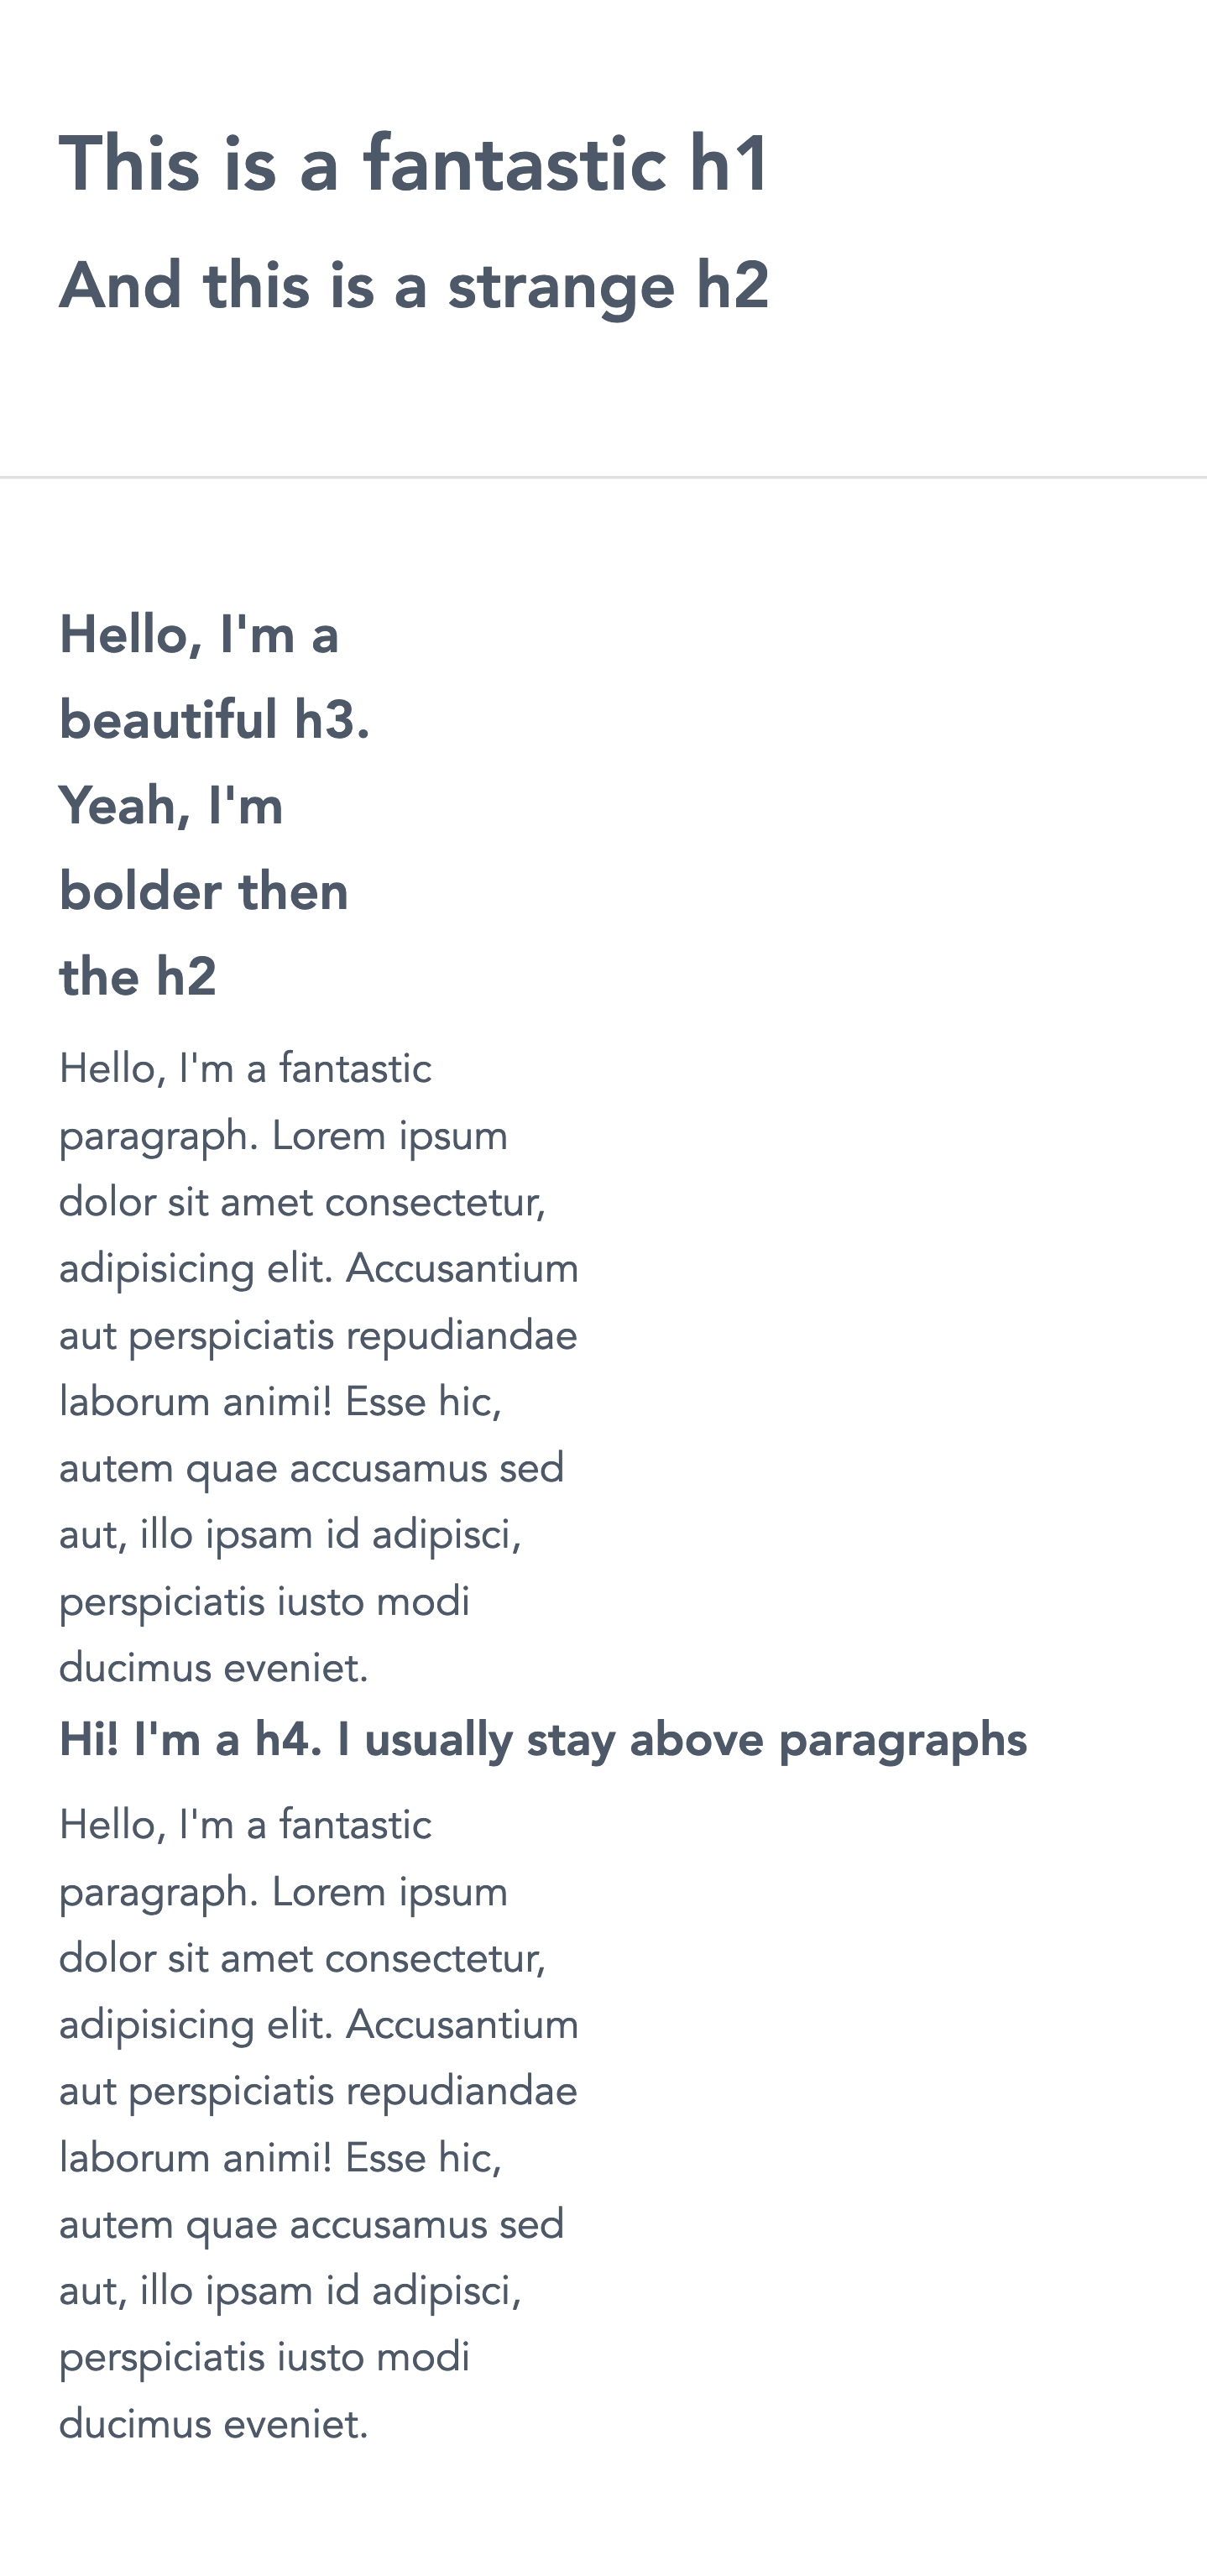 This is a fantastic h1
And this is a strange h2
Hello, I'm a
beautiful h3.
Yeah, I'm
bolder then
the h2
Hello, I'm a fantastic
paragraph. Lorem ipsum
dolor sit amet consectetur,
adipisicing elit. Accusantium
aut perspiciatis repudiandae
laborum animi! Esse hic,
autem quae accusamus sed
aut, illo ipsam id adipisci,
perspiciatis iusto modi
ducimus eveniet.
Hi! I'm a h4. I usually stay above paragraphs
Hello, I'm a fantastic
paragraph. Lorem ipsum
dolor sit amet consectetur,
adipisicing elit. Accusantium
aut perspiciatis repudiandae
laborum animi! Esse hic,
autem quae accusamus sed
aut, illo ipsam id adipisci,
perspiciatis iusto modi
ducimus eveniet.